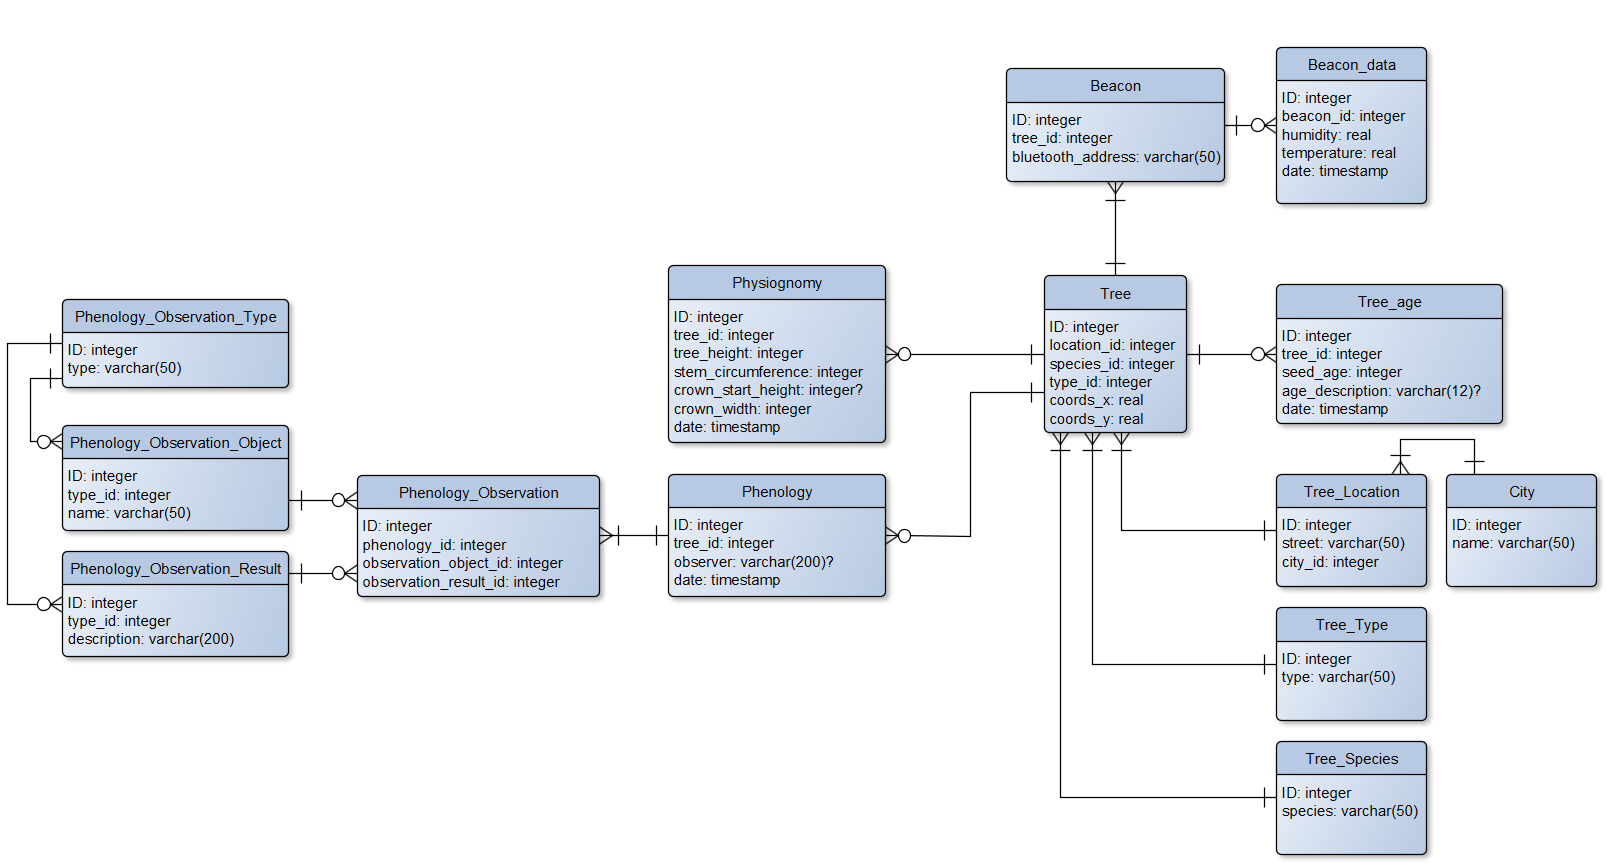 Beacon
ID: integer
tree_id: integer
bluetooth_address: varchar(50)
Beacon_data
ID: integer
beacon_id: integer
humidity: real
temperature: real
date: timestamp
Physiognomy
ID: integer
tree_id: integer
tree_height: integer
stem_circumference: integer
crown_start_height: integer?
crown_width: integer
date: timestamp
Tree
ID: integer
location_id: integer
species_id: integer
type_id: integer
coords_x: real
coords_y: real
Tree_age
ID: integer
tree_id: integer
seed_age: integer
age_description: varchar(12)?
date: timestamp
Phenology_Observation_Type
ID: integer
type: varchar(50)
Phenology_Observation_Object
ID: integer
type_id: integer
name: varchar(50)
Phenology_Observation_Result
ID: integer
type_id: integer
description: varchar(200)
Phenology_Observation
ID: integer
phenology_id: integer
observation_object_id: integer
observation_result_id: integer
Phenology
ID: integer
tree_id: integer
observer: varchar(200)?
date: timestamp
Tree_Location
ID: integer
street: varchar(50)
city_id: integer
City
ID: integer
name: varchar(50)
Tree_Type
ID: integer
type: varchar(50)
Tree_Species
ID: integer
species: varchar(50)